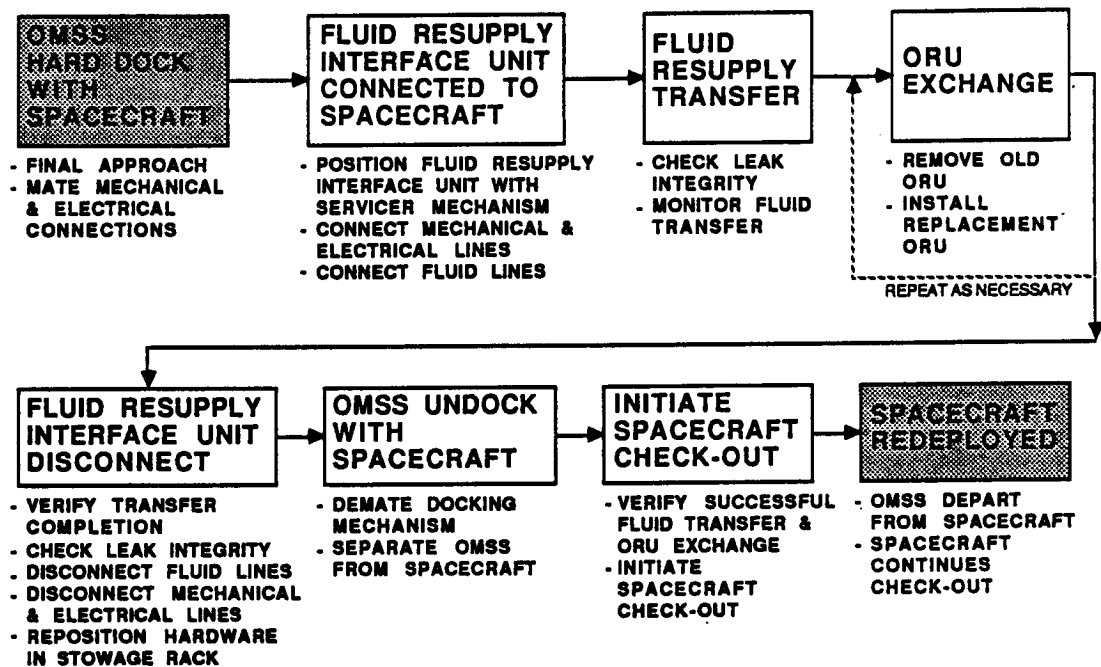 OMSS
HARD DOCK
WITH
SPACECRAFT
- FINAL APPROACH
- MATE MECHANICAL
& ELECTRICAL
CONNECTIONS
FLUID RESUPPLY
INTERFACE UNIT
CONNECTED TO
SPACECRAFT
- POSITION FLUID RESUPPLY
INTERFACE UNIT WITH
SERVICER MECHANISM
- CONNECT MECHANICAL &
ELECTRICAL LINES
- CONNECT FLUID LINES
FLUID
RESUPPLY
TRANSFER
- CHECK LEAK
INTEGRITY
- MONITOR FLUID
TRANSFER
ORU
EXCHANGE
- REMOVE OLD
ORU
- INSTALL
REPLACEMENT
ORU
REPEAT AS NECESSARY
FLUID RESUPPLY
INTERFACE UNIT
DISCONNECT
- VERIFY TRANSFER
COMPLETION
- CHECK LEAK INTEGRITY
- DISCONNECT FLUID LINES
- DISCONNECT MECHANICAL
& ELECTRICAL LINES
- REPOSITION HARDWARE
IN STOWAGE RACK
OMSS UNDOCK
WITH
SPACECRAFT
- DEMATE DOCKING
MECHANISM
- SEPARATE OMSS
FROM SPACECRAFT
INITIATE
SPACECRAFT
CHECK-OUT
- VERIFY SUCCESSFUL
FLUID TRANSFER &
ORU EXCHANGE
- INITIATE
SPACECRAFT
CHECK-OUT
SPACECRAFT
REDEPLOYED
- OMSS DEPART
FROM SPACECRAFT
- SPACECRAFT
CONTINUES
CHECK-OUT